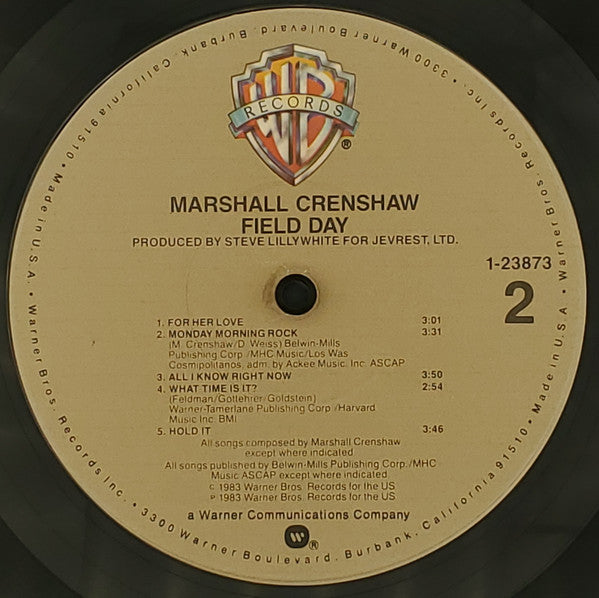 WB
RECORDS
®
MARSHALL CRENSHAW
FIELD DAY
PRODUCED BY STEVE LILLYWHITE FOR JEVREST, LTD.
1-23873
2
1. FOR HER LOVE 3:01
2. MONDAY MORNING ROCK 3:31
(M. Crenshaw/D. Weiss) Belwin-Mills
Publishing Corp./MHC Music/Los Was
Cosmipolitanos, adm. by Ackee Music. Inc. ASCAP
3. ALL I KNOW RIGHT NOW 3:50
4. WHAT TIME IS IT? 2:54
(Feldman/Gottehrer/Goldstein)
Warner-Tamerlane Publishing Corp./Harvard
Music Inc. BMI
5. HOLD IT 3:46
All songs composed by Marshall Crenshaw
except where indicated
All songs published by Belwin-Mills Publishing Corp./MHC
Music ASCAP except where indicated
© 1983 Warner Bros. Records for the US
℗ 1983 Warner Bros. Records for the US
a Warner Communications Company
®
• Warner Bros. Records Inc. • 3300 Warner Boulevard, Burbank, California 91510 • Made in U.S.A. • Warner Bros. Records Inc. • 3300 Warner Boulevard, Burbank, California 91510 • Made in U.S.A.